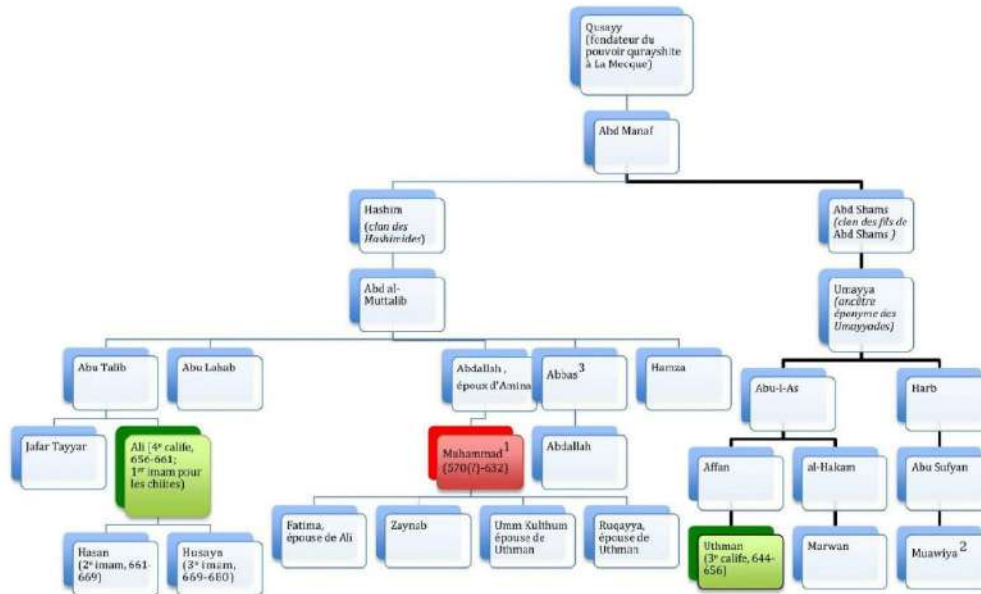 Qusayy
(fondateur du
pouvoir qurayshite
à La Mecque)
Abd Manaf
Hashim
(clan des
Hashimides)
Abd Shams
(clan des fils de
Abd Shams )
Abd al-
Muttalib
Umayya
(ancêtre
éponyme des
Umayyades)
Abu Talib
Abu Lahab
Abdallah ,
époux d'Amina
Abbas3
Hamza
Abu-l-As
Harb
Jafar Tayyar
Ali (4e calife,
656-661;
1er imam pour
les chiites)
Muhammad1
(570(?)-632)
Abdallah
Affan
al-Hakam
Abu Sufyan
Hasan
(2e imam, 661-
669)
Husayn
(3e imam,
669-680)
Fatima,
épouse de Ali
Zaynab
Umm Kulthum
épouse de
Uthman
Ruqayya,
épouse de
Uthman
Uthman
(3e calife, 644-
656)
Marwan
Muawiya 2